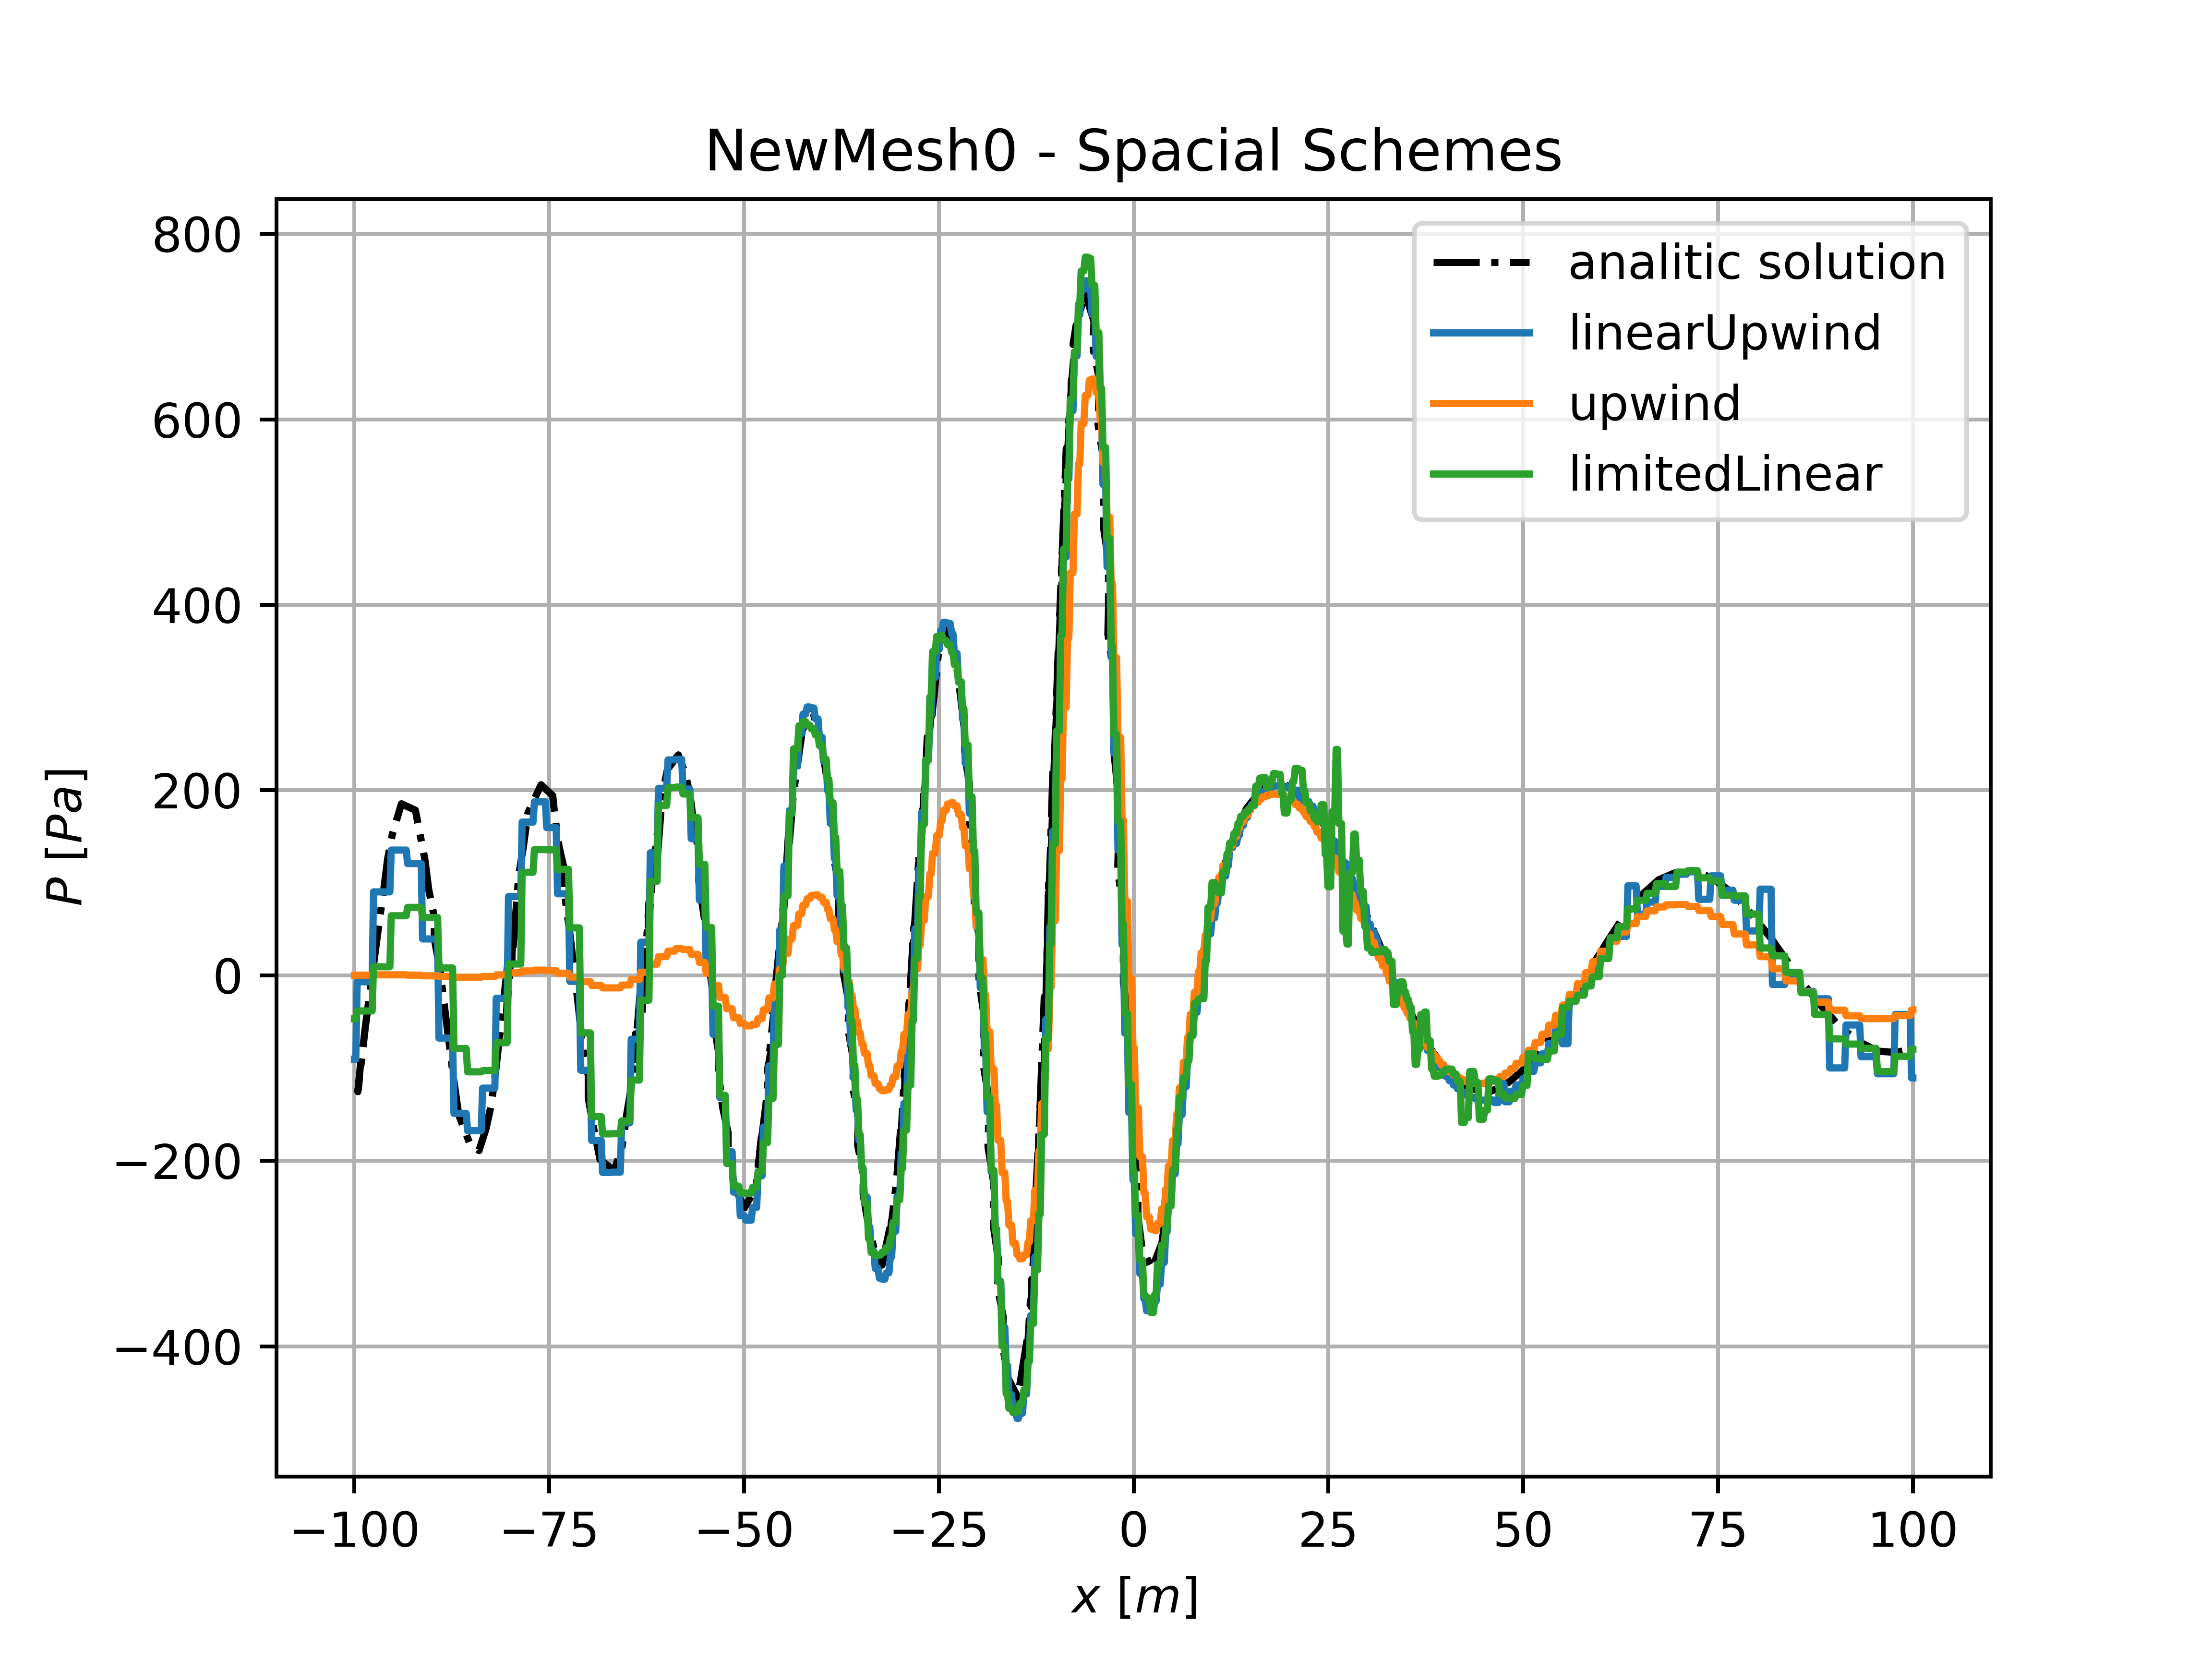 NewMesh0 - Spacial Schemes
800
600
400
200
0
−200
−400
P [Pa]
analitic solution
linearUpwind
upwind
limitedLinear
−100 −75 −50 −25 0 25 50 75 100
x [m]